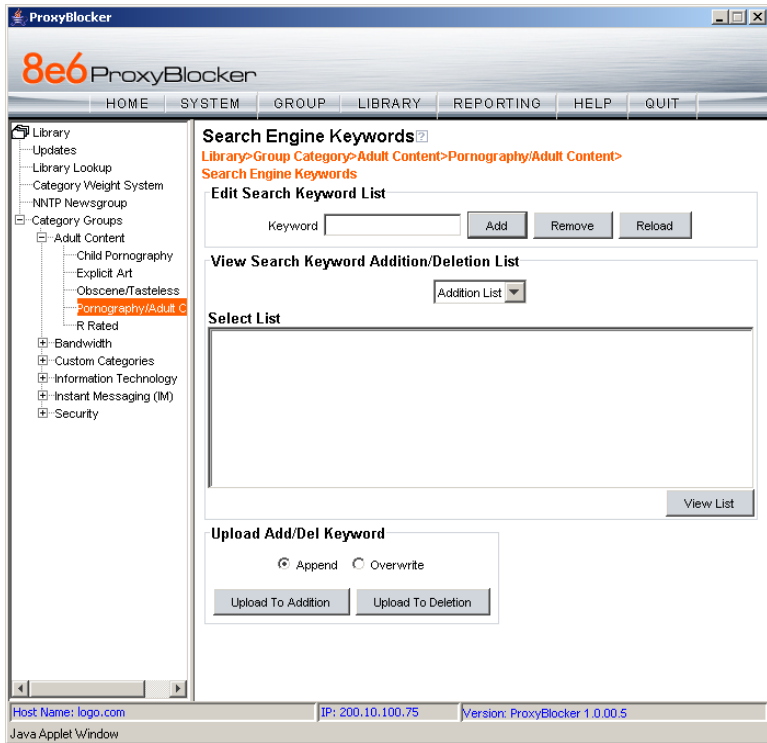 ProxyBlocker
8e6 ProxyBlocker
HOME SYSTEM GROUP LIBRARY REPORTING HELP QUIT
Library
Updates
Library Lookup
Category Weight System
NNTP Newsgroup
Category Groups
Adult Content
Child Pornography
Explicit Art
Obscene/Tasteless
Pornography/Adult C
R Rated
Bandwidth
Custom Categories
Information Technology
Instant Messaging (IM)
Security
Search Engine Keywords ?
Library>Group Category>Adult Content>Pornography/Adult Content>
Search Engine Keywords
Edit Search Keyword List
Keyword Add Remove Reload
View Search Keyword Addition/Deletion List
Addition List
Select List
View List
Upload Add/Del Keyword
Append Overwrite
Upload To Addition Upload To Deletion
Host Name: logo.com IP: 200.10.100.75 Version: ProxyBlocker 1.0.00.5
Java Applet Window